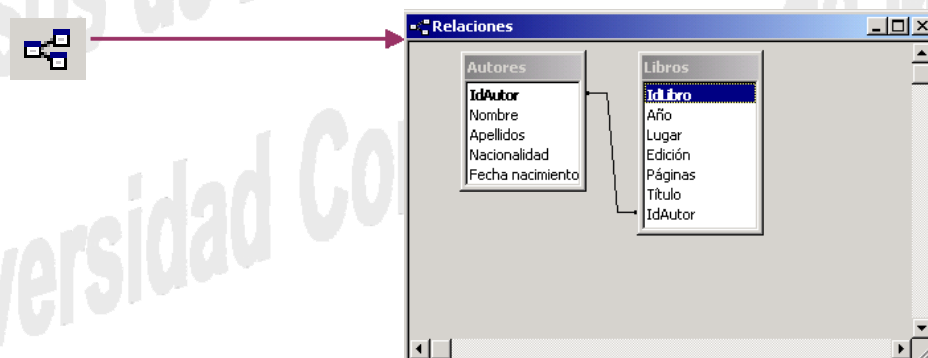 Relaciones
Autores
IdAutor
Nombre
Apellidos
Nacionalidad
Fecha nacimiento
Libros
IdLibro
Año
Lugar
Edición
Páginas
Título
IdAutor